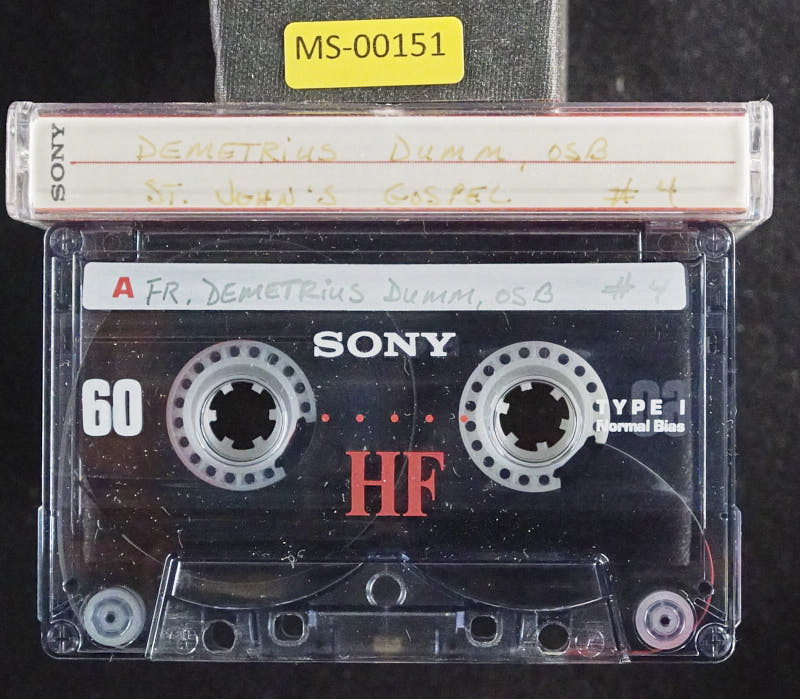 MS-00151
SONY
DEMETRIUS DUMM, OSB
ST. JOHN'S GOSPEL #4
A FR. DEMETRIUS DUMM, OSB #4
SONY
60
TYPE I
Normal Bias
HF